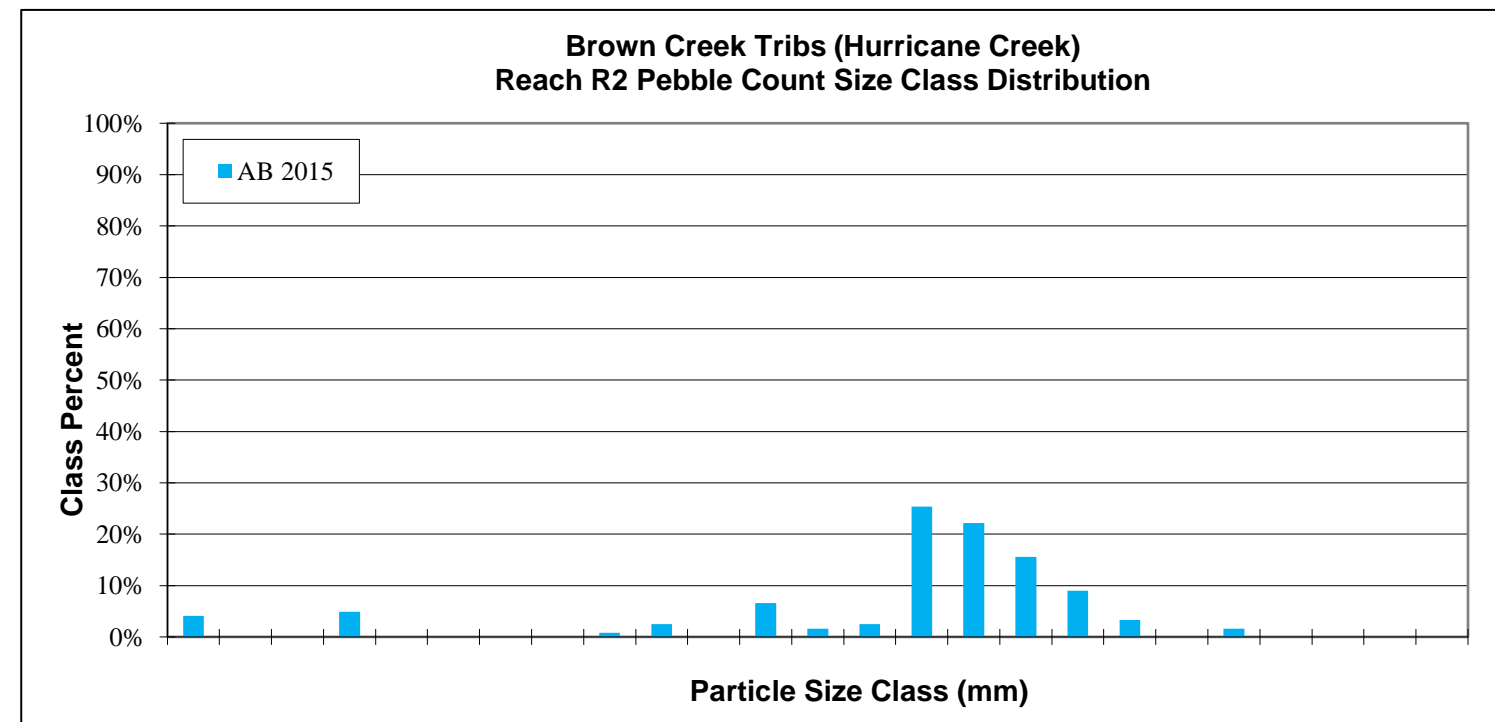 Brown Creek Tribs (Hurricane Creek)
Reach R2 Pebble Count Size Class Distribution
100%
90%
80%
70%
60%
50%
40%
30%
20%
10%
0%
AB 2015
Class Percent
Particle Size Class (mm)